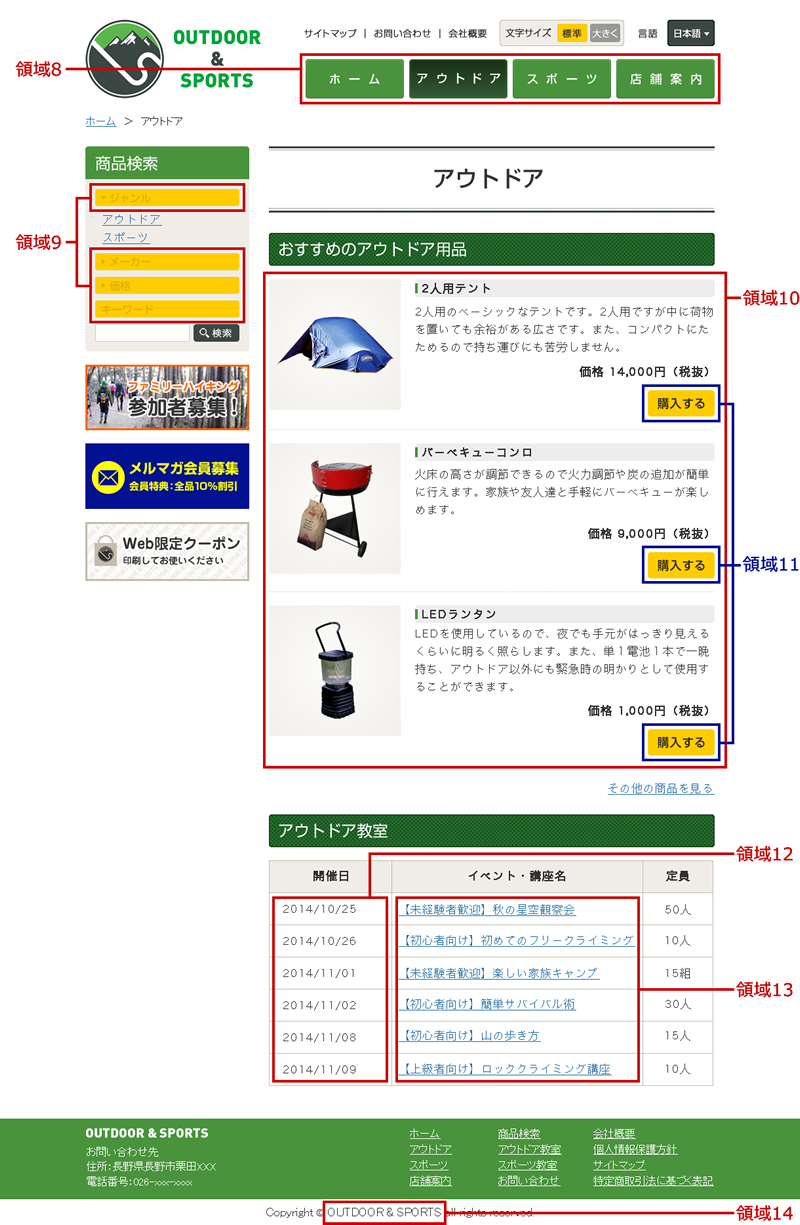 OUTDOOR
&
SPORTS
サイトマップ | お問い合わせ | 会社概要 文字サイズ 標準 大きく 言語 日本語
領域8
ホーム アウトドア スポーツ 店舗案内
ホーム > アウトドア
商品検索
ジャンル
アウトドア
スポーツ
領域9
メーカー
価格
キーワード
検索
ファミリーハイキング
参加者募集!
メルマガ会員募集
会員特典:全品10%割引
Web限定クーポン
印刷してお使いください
アウトドア
おすすめのアウトドア用品
領域10
2人用テント
2人用のベーシックなテントです。2人用ですが中に荷物
を置いても余裕がある広さです。また、コンパクトにた
ためるので持ち運びにも苦労しません。
価格 14,000円(税抜)
購入する
バーベキューコンロ
火床の高さが調節できるので火力調節や炭の追加が簡単
に行えます。家族や友人達と手軽にバーベキューが楽し
めます。
価格 9,000円(税抜)
購入する
領域11
LEDランタン
LEDを使用しているので、夜でも手元がはっきり見える
くらいに明るく照らします。また、単1電池1本で一晩
持ち、アウトドア以外にも緊急時の明かりとして使用す
ることができます。
価格 1,000円(税抜)
購入する
その他の商品を見る
アウトドア教室
領域12
開催日 イベント・講座名 定員
2014/10/25 【未経験者歓迎】秋の星空観察会 50人
2014/10/26 【初心者向け】初めてのフリークライミング 10人
2014/11/01 【未経験者歓迎】楽しい家族キャンプ 15組
領域13
2014/11/02 【初心者向け】簡単サバイバル術 30人
2014/11/08 【初心者向け】山の歩き方 15人
2014/11/09 【上級者向け】ロッククライミング講座 10人
OUTDOOR & SPORTS
お問い合わせ先
住所:長野県長野市栗田XXX
電話番号:026-xxx-xxxx
ホーム 商品検索 会社概要
アウトドア アウトドア教室 個人情報保護方針
スポーツ スポーツ教室 サイトマップ
店舗案内 お問い合わせ 特定商取引法に基づく表記
Copyright © OUTDOOR & SPORTS all rights reserved.
領域14